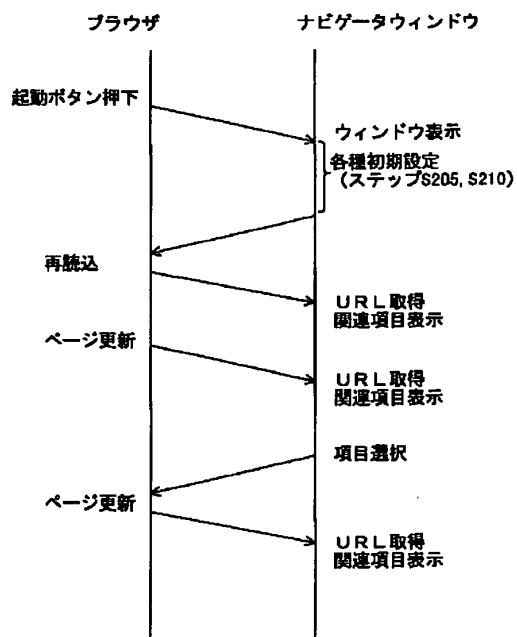 ブラウザ
ナビゲータウィンドウ
起動ボタン押下
ウィンドウ表示
各種初期設定
(ステップS205, S210)
再読込
URL取得
関連項目表示
ページ更新
URL取得
関連項目表示
項目選択
ページ更新
URL取得
関連項目表示